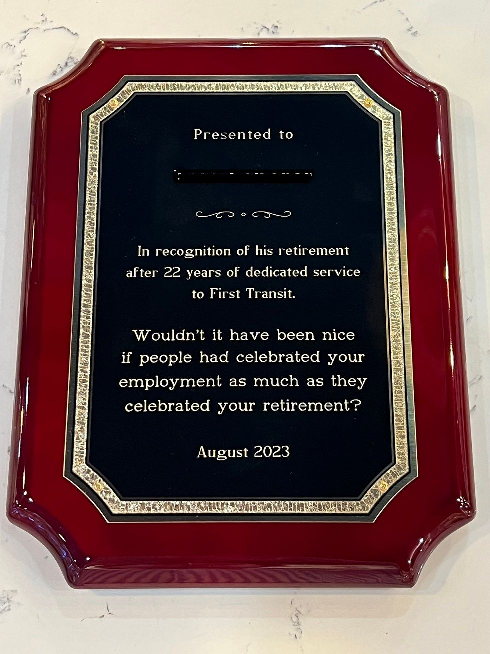 Presented to
In recognition of his retirement
after 22 years of dedicated service
to First Transit.
Wouldn't it have been nice
if people had celebrated your
employment as much as they
celebrated your retirement?
August 2023